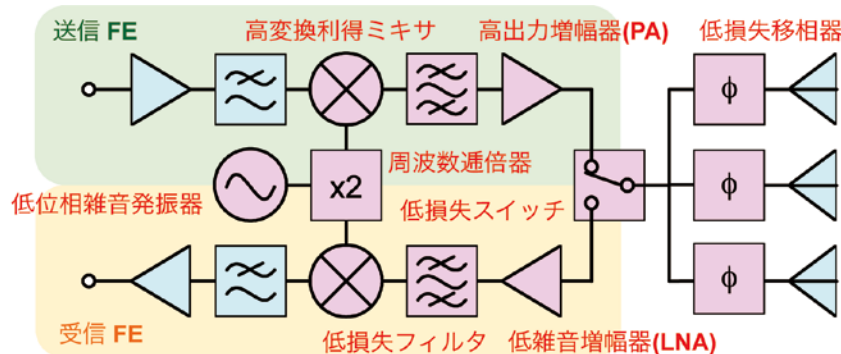 送信 FE
高変換利得ミキサ
高出力増幅器(PA)
低損失移相器
ϕ
周波数逓倍器
x2
低位相雑音発振器
低損失スイッチ
ϕ
ϕ
受信 FE
低損失フィルタ
低雑音増幅器(LNA)